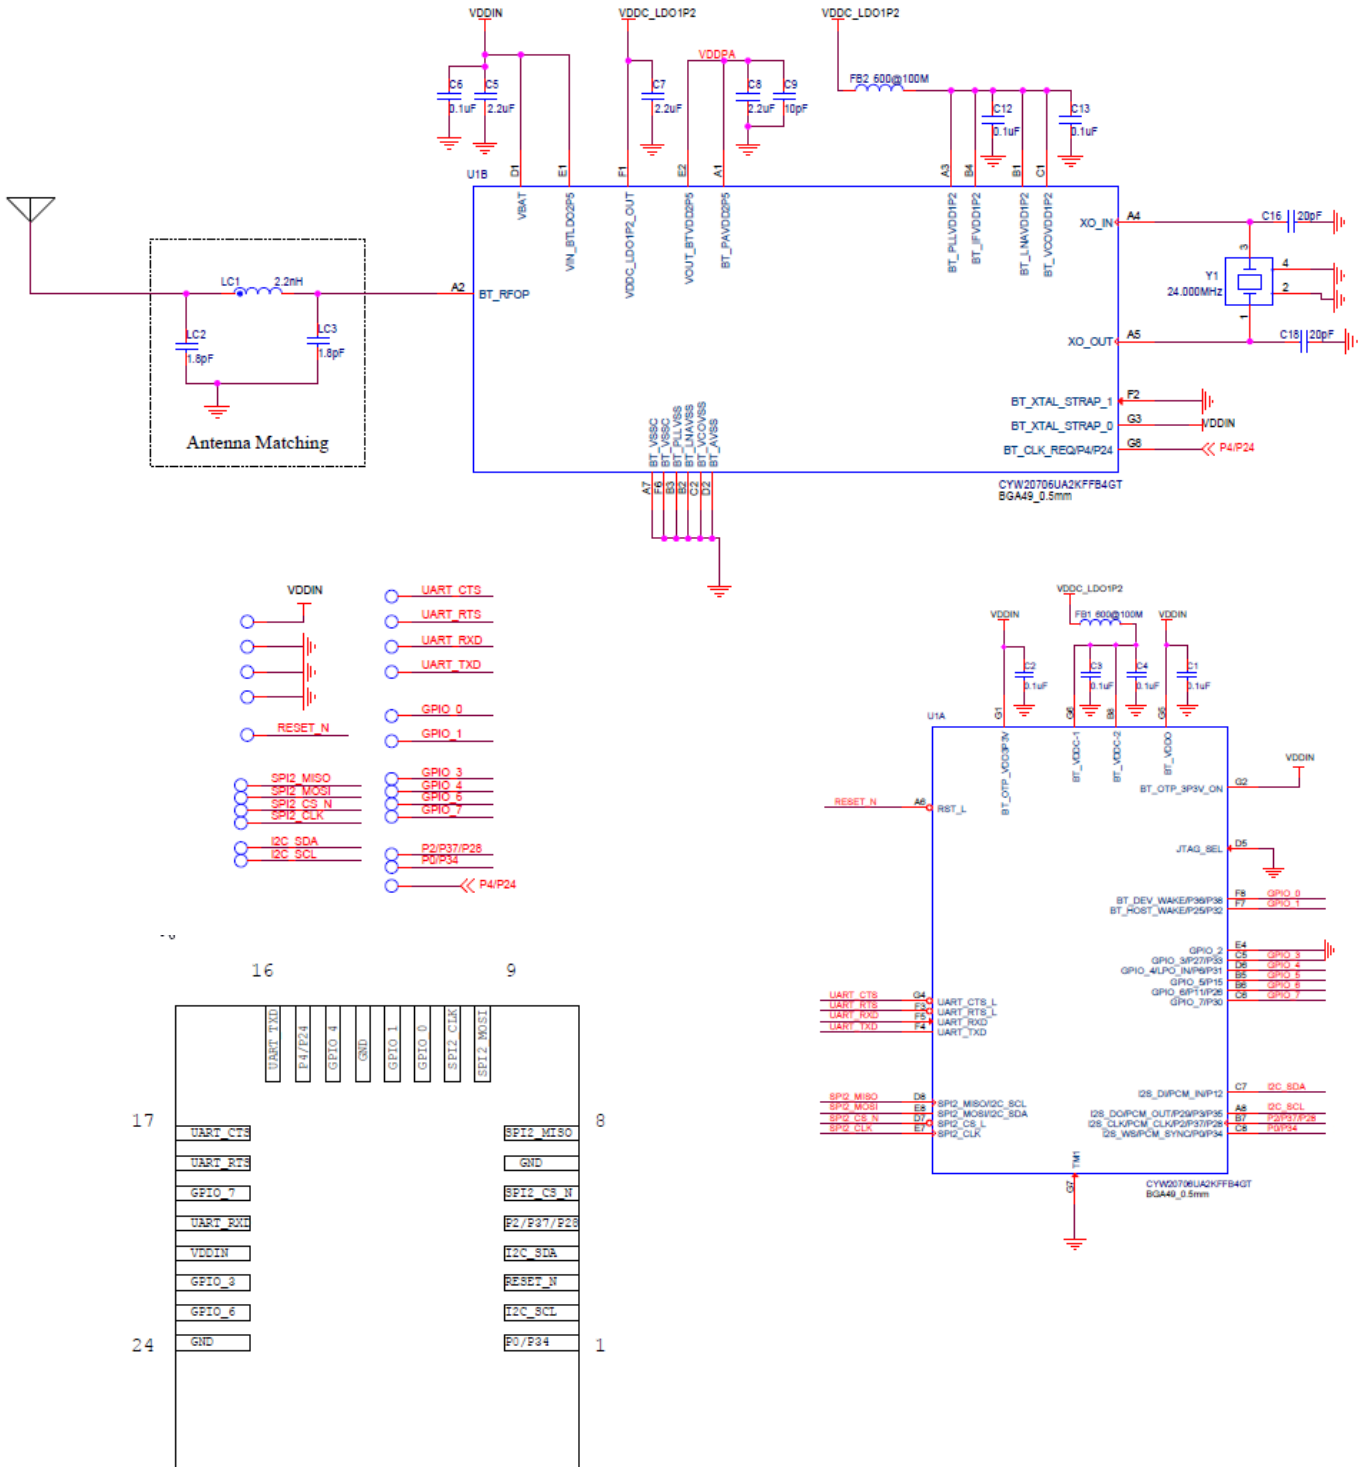 VDDIN
VDDC_LDO1P2
VDDC_LDO1P2
VDDPA
FB2 600@100M
C6
0.1uF
C5
2.2uF
C7
2.2uF
C8
2.2uF
C9
10pF
C12
0.1uF
C13
0.1uF
U1B
D1
E1
F1
E2
A1
A3
B4
B1
C1
VBAT
VIN_BTLDO2P5
VDDC_LDO1P2_OUT
VOUT_BTVDD2P5
BT_PAVDD2P5
BT_PLLVDD1P2
BT_IFVDD1P2
BT_LNAVDD1P2
BT_VCOVDD1P2
XO_IN
A4
C16
20pF
3
4
Y1
24.000MHz
2
1
XO_OUT
A5
C18
20pF
LC1
2.2nH
A2
BT_RFOP
LC2
1.8pF
LC3
1.8pF
Antenna Matching
BT_XTAL_STRAP_1
F2
BT_XTAL_STRAP_0
G3
VDDIN
BT_CLK_REQ/P4/P24
G8
P4/P24
BT_VSSC
BT_VSSC
BT_PLLVSS
BT_LNAVSS
BT_VCOVSS
BT_AVSS
A7
F6
B3
B2
C2
D2
CYW20706UA2KFFB4GT
BGA49_0.5mm
VDDIN
RESET_N
SPI2_MISO
SPI2_MOSI
SPI2_CS_N
SPI2_CLK
I2C_SDA
I2C_SCL
UART_CTS
UART_RTS
UART_RXD
UART_TXD
GPIO_0
GPIO_1
GPIO_3
GPIO_4
GPIO_6
GPIO_7
P2/P37/P28
P0/P34
P4/P24
VDDC_LDO1P2
VDDIN
FB1 600@100M
VDDIN
C2
0.1uF
C3
0.1uF
C4
0.1uF
C1
0.1uF
U1A
G1
G6
B8
G5
BT_OTP_VDD3P3V
BT_VDDC-1
BT_VDDC-2
BT_VDDO
VDDIN
BT_OTP_3P3V_ON
G2
RESET_N
A6
RST_L
JTAG_SEL
D5
BT_DEV_WAKE/P36/P38
F8
GPIO_0
BT_HOST_WAKE/P25/P32
F7
GPIO_1
GPIO_2
E4
GPIO_3/P27/P33
C5
GPIO_3
GPIO_4/LPO_IN/P6/P31
D6
GPIO_4
GPIO_5/P15
B5
GPIO_5
GPIO_6/P11/P26
B6
GPIO_6
GPIO_7/P30
C6
GPIO_7
UART_CTS
G4
UART_CTS_L
UART_RTS
F3
UART_RTS_L
UART_RXD
F5
UART_RXD
UART_TXD
F4
UART_TXD
I2S_DI/PCM_IN/P12
C7
I2C_SDA
SPI2_MISO
D8
SPI2_MISO/I2C_SCL
SPI2_MOSI
E8
SPI2_MOSI/I2C_SDA
SPI2_CS_N
D7
SPI2_CS_L
SPI2_CLK
E7
SPI2_CLK
I2S_DO/PCM_OUT/P29/P3/P35
A8
I2C_SCL
I2S_CLK/PCM_CLK/P2/P37/P28
B7
P2/P37/P28
I2S_WS/PCM_SYNC/P0/P34
C8
P0/P34
TM1
G7
CYW20706UA2KFFB4GT
BGA49_0.5mm
16
9
UART_TXD
P4/P24
GPIO_4
GND
GPIO_1
GPIO_0
SPI2_CLK
SPI2_MOSI
17
8
UART_CTS
SPI2_MISO
UART_RTS
GND
GPIO_7
SPI2_CS_N
UART_RXD
P2/P37/P28
VDDIN
I2C_SDA
GPIO_3
RESET_N
GPIO_6
I2C_SCL
24
GND
P0/P34
1